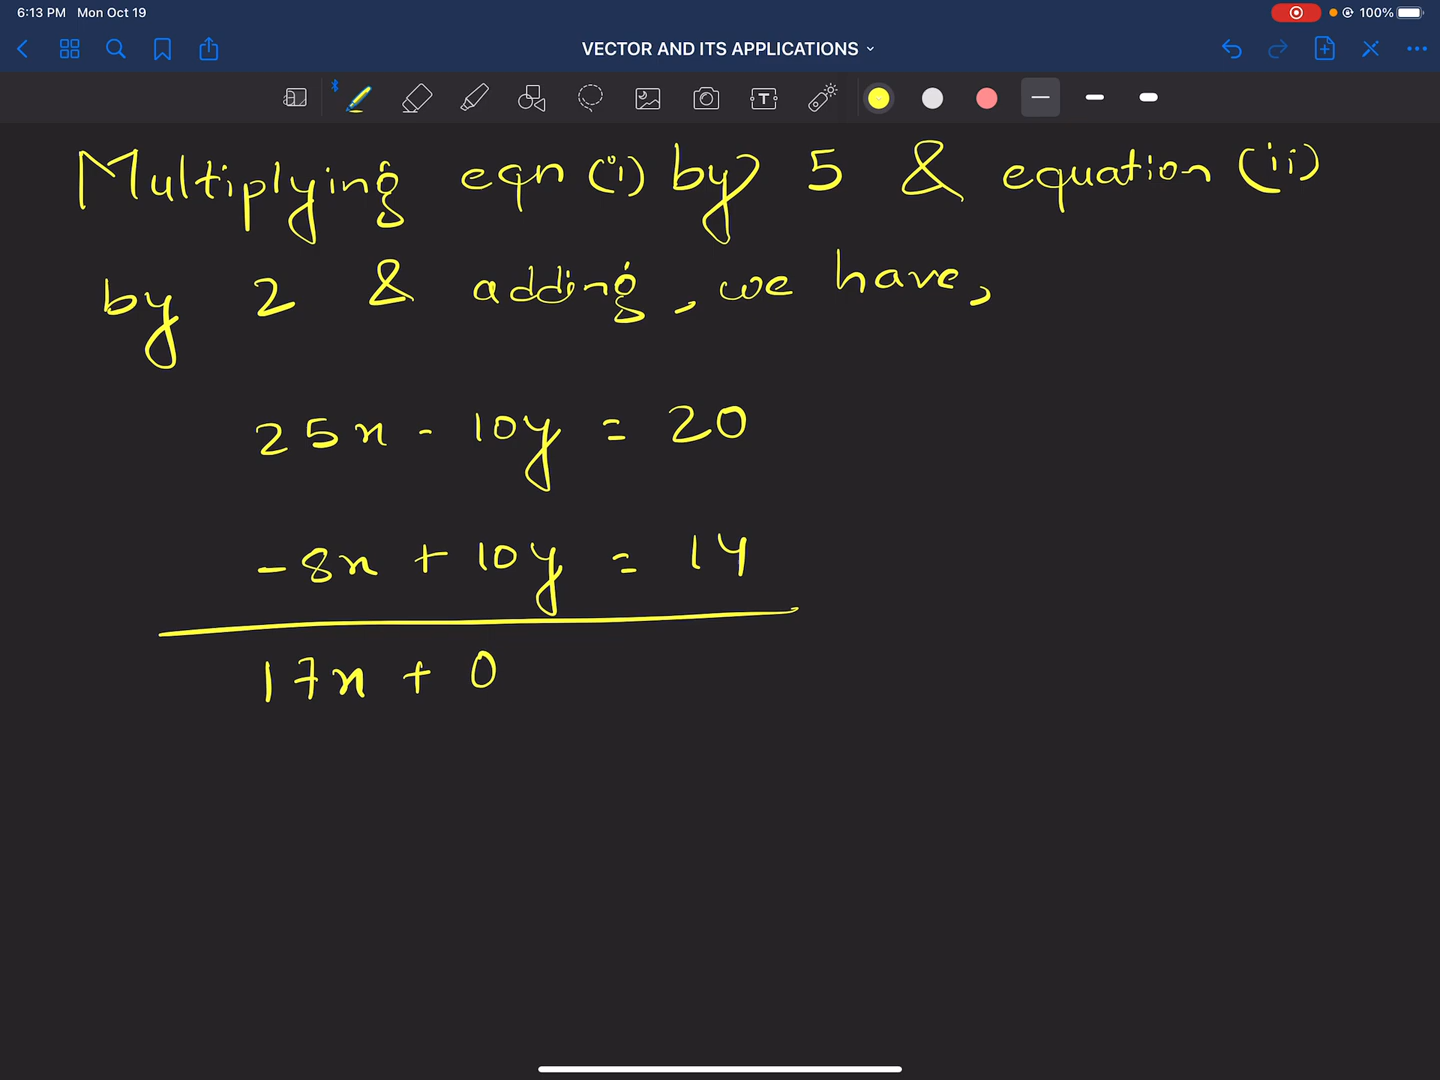 6:13 PM Mon Oct 19
100%
VECTOR AND ITS APPLICATIONS
T
Multiplying eqn (i) by 5 & equation (ii)
by 2 & adding, we have,
25x - 10y = 20
-8x + 10y = 14
17x + 0